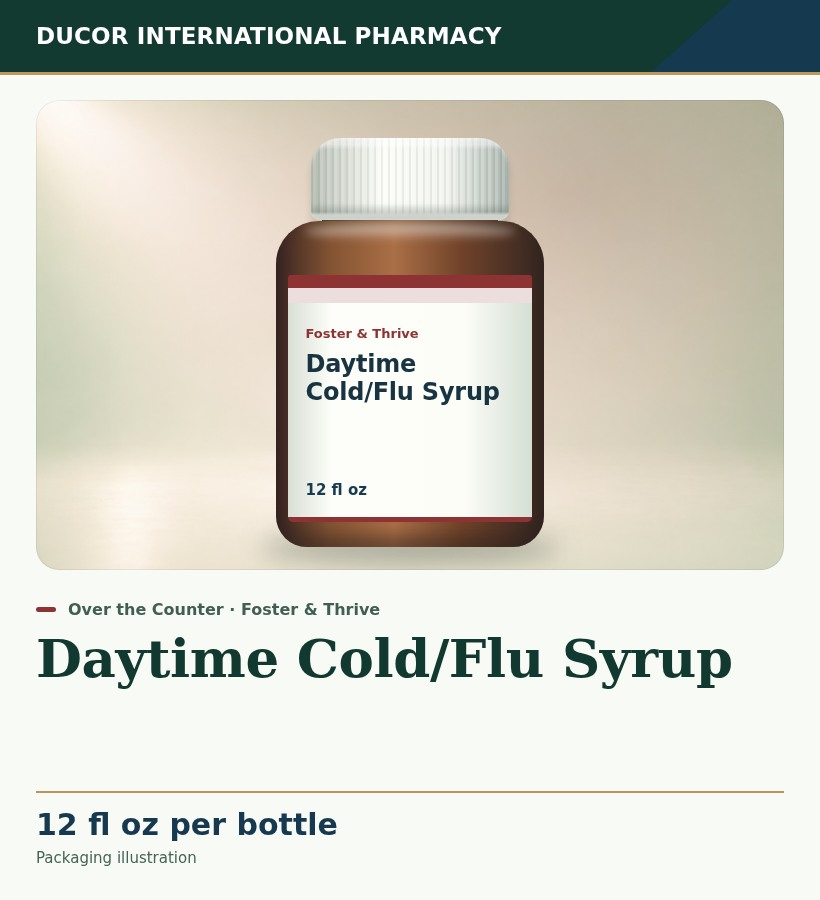 DUCOR INTERNATIONAL PHARMACY
Foster & Thrive
Daytime
Cold/Flu Syrup
12 fl oz
Over the Counter · Foster & Thrive
Daytime Cold/Flu Syrup
12 fl oz per bottle
Packaging illustration